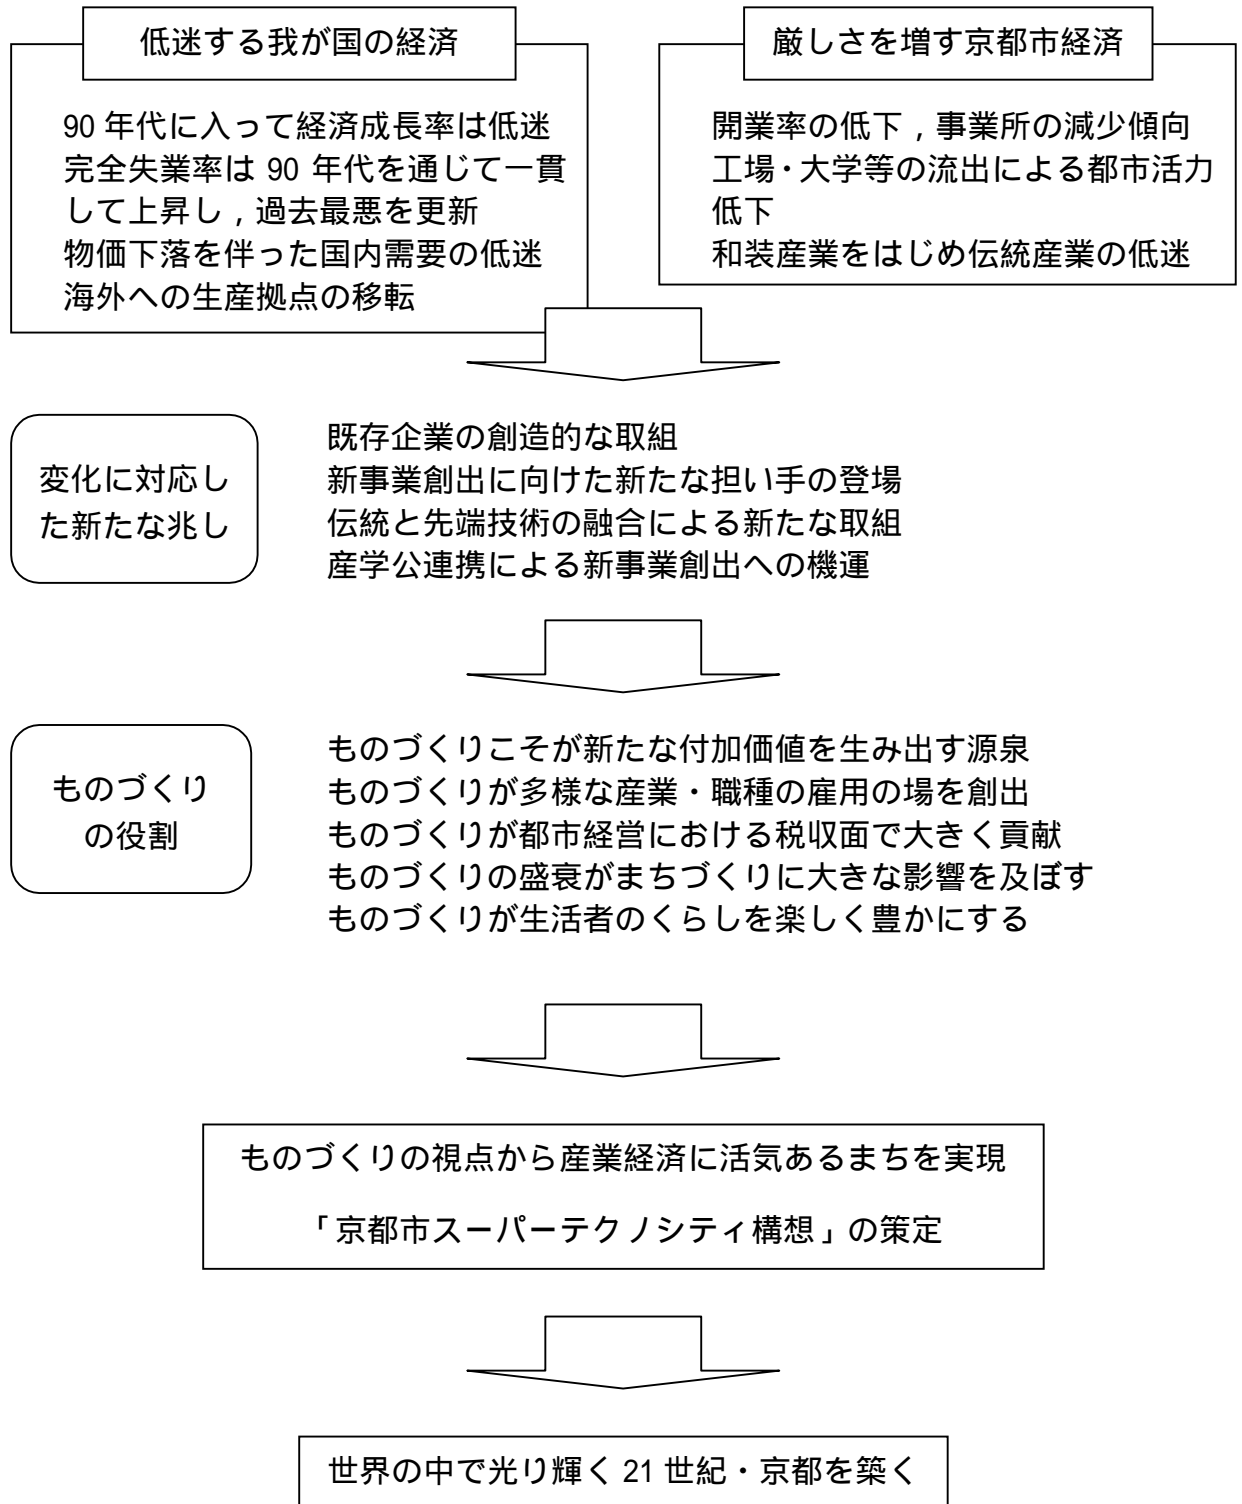 低迷する我が国の経済
90 年代に入って経済成長率は低迷
完全失業率は 90 年代を通じて一貫
して上昇し，過去最悪を更新
物価下落を伴った国内需要の低迷
海外への生産拠点の移転
厳しさを増す京都市経済
開業率の低下，事業所の減少傾向
工場・大学等の流出による都市活力
低下
和装産業をはじめ伝統産業の低迷
変化に対応し
た新たな兆し
既存企業の創造的な取組
新事業創出に向けた新たな担い手の登場
伝統と先端技術の融合による新たな取組
産学公連携による新事業創出への機運
ものづくり
の役割
ものづくりこそが新たな付加価値を生み出す源泉
ものづくりが多様な産業・職種の雇用の場を創出
ものづくりが都市経営における税収面で大きく貢献
ものづくりの盛衰がまちづくりに大きな影響を及ぼす
ものづくりが生活者のくらしを楽しく豊かにする
ものづくりの視点から産業経済に活気あるまちを実現
「京都市スーパーテクノシティ構想」の策定
世界の中で光り輝く 21 世紀・京都を築く